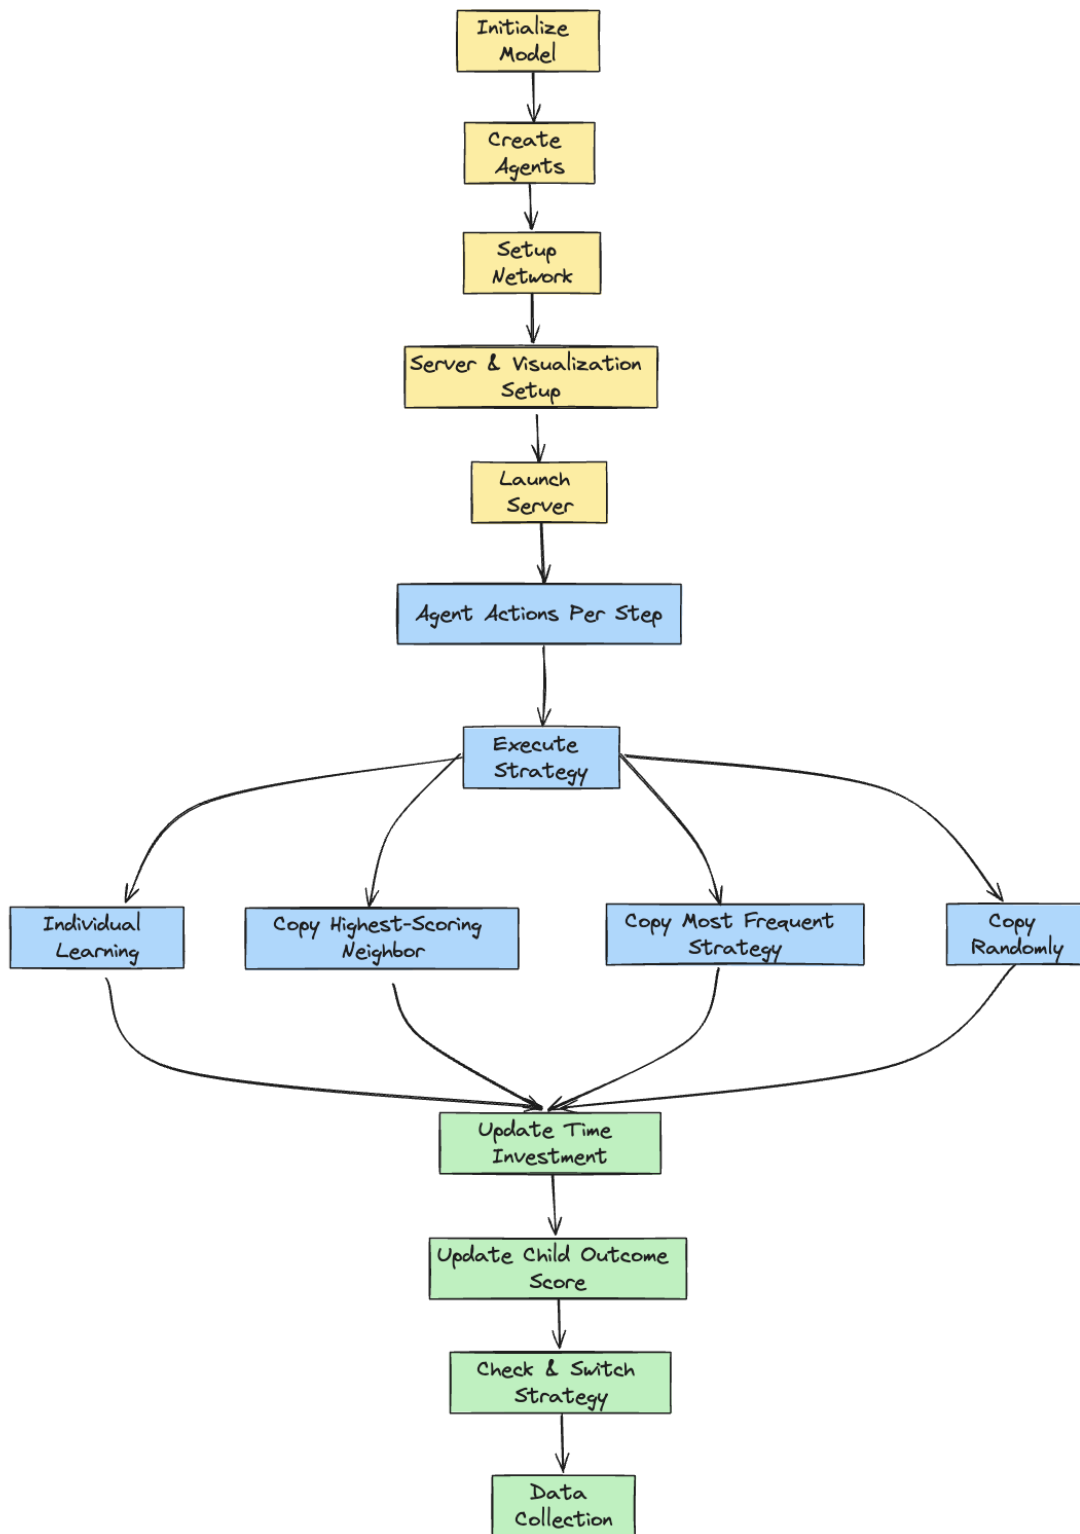 Initialize
Model
Create
Agents
Setup
Network
Server & Visualization
Setup
Launch
Server
Agent Actions Per Step
Execute
Strategy
Individual
Learning
Copy Highest-Scoring
Neighbor
Copy Most Frequent
Strategy
Copy
Randomly
Update Time
Investment
Update Child Outcome
Score
Check & Switch
Strategy
Data
Collection